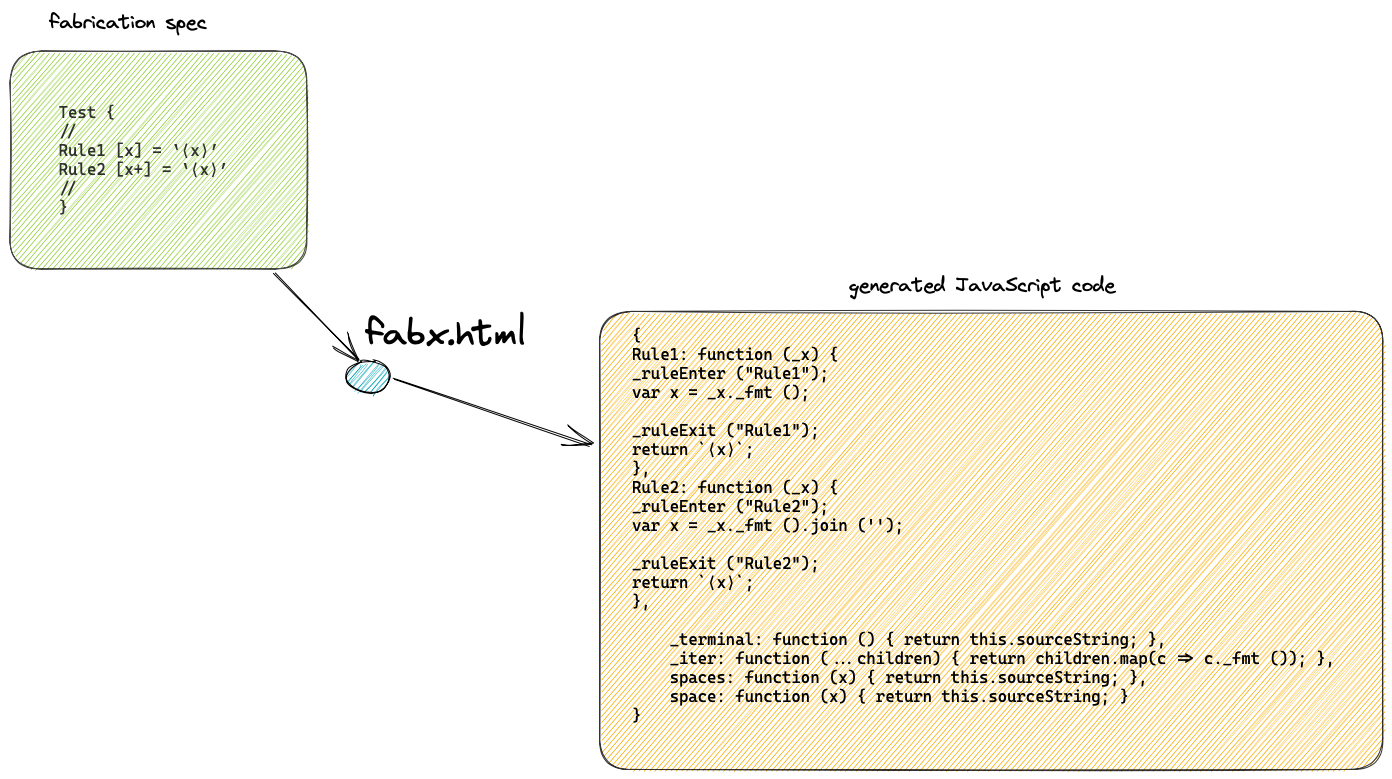 fabrication spec
Test {
//
Rule1 [x] = ‛⟨x⟩’
Rule2 [x+] = ‛⟨x⟩’
//
}
fabx.html
generated JavaScript code
{
Rule1: function (_x) {
_ruleEnter ("Rule1");
var x = _x._fmt ();
_ruleExit ("Rule1");
return `⟨x⟩`;
},
Rule2: function (_x) {
_ruleEnter ("Rule2");
var x = _x._fmt ().join ('');
_ruleExit ("Rule2");
return `⟨x⟩`;
},
_terminal: function () { return this.sourceString; },
_iter: function (...children) { return children.map(c => c._fmt ()); },
spaces: function (x) { return this.sourceString; },
space: function (x) { return this.sourceString; }
}